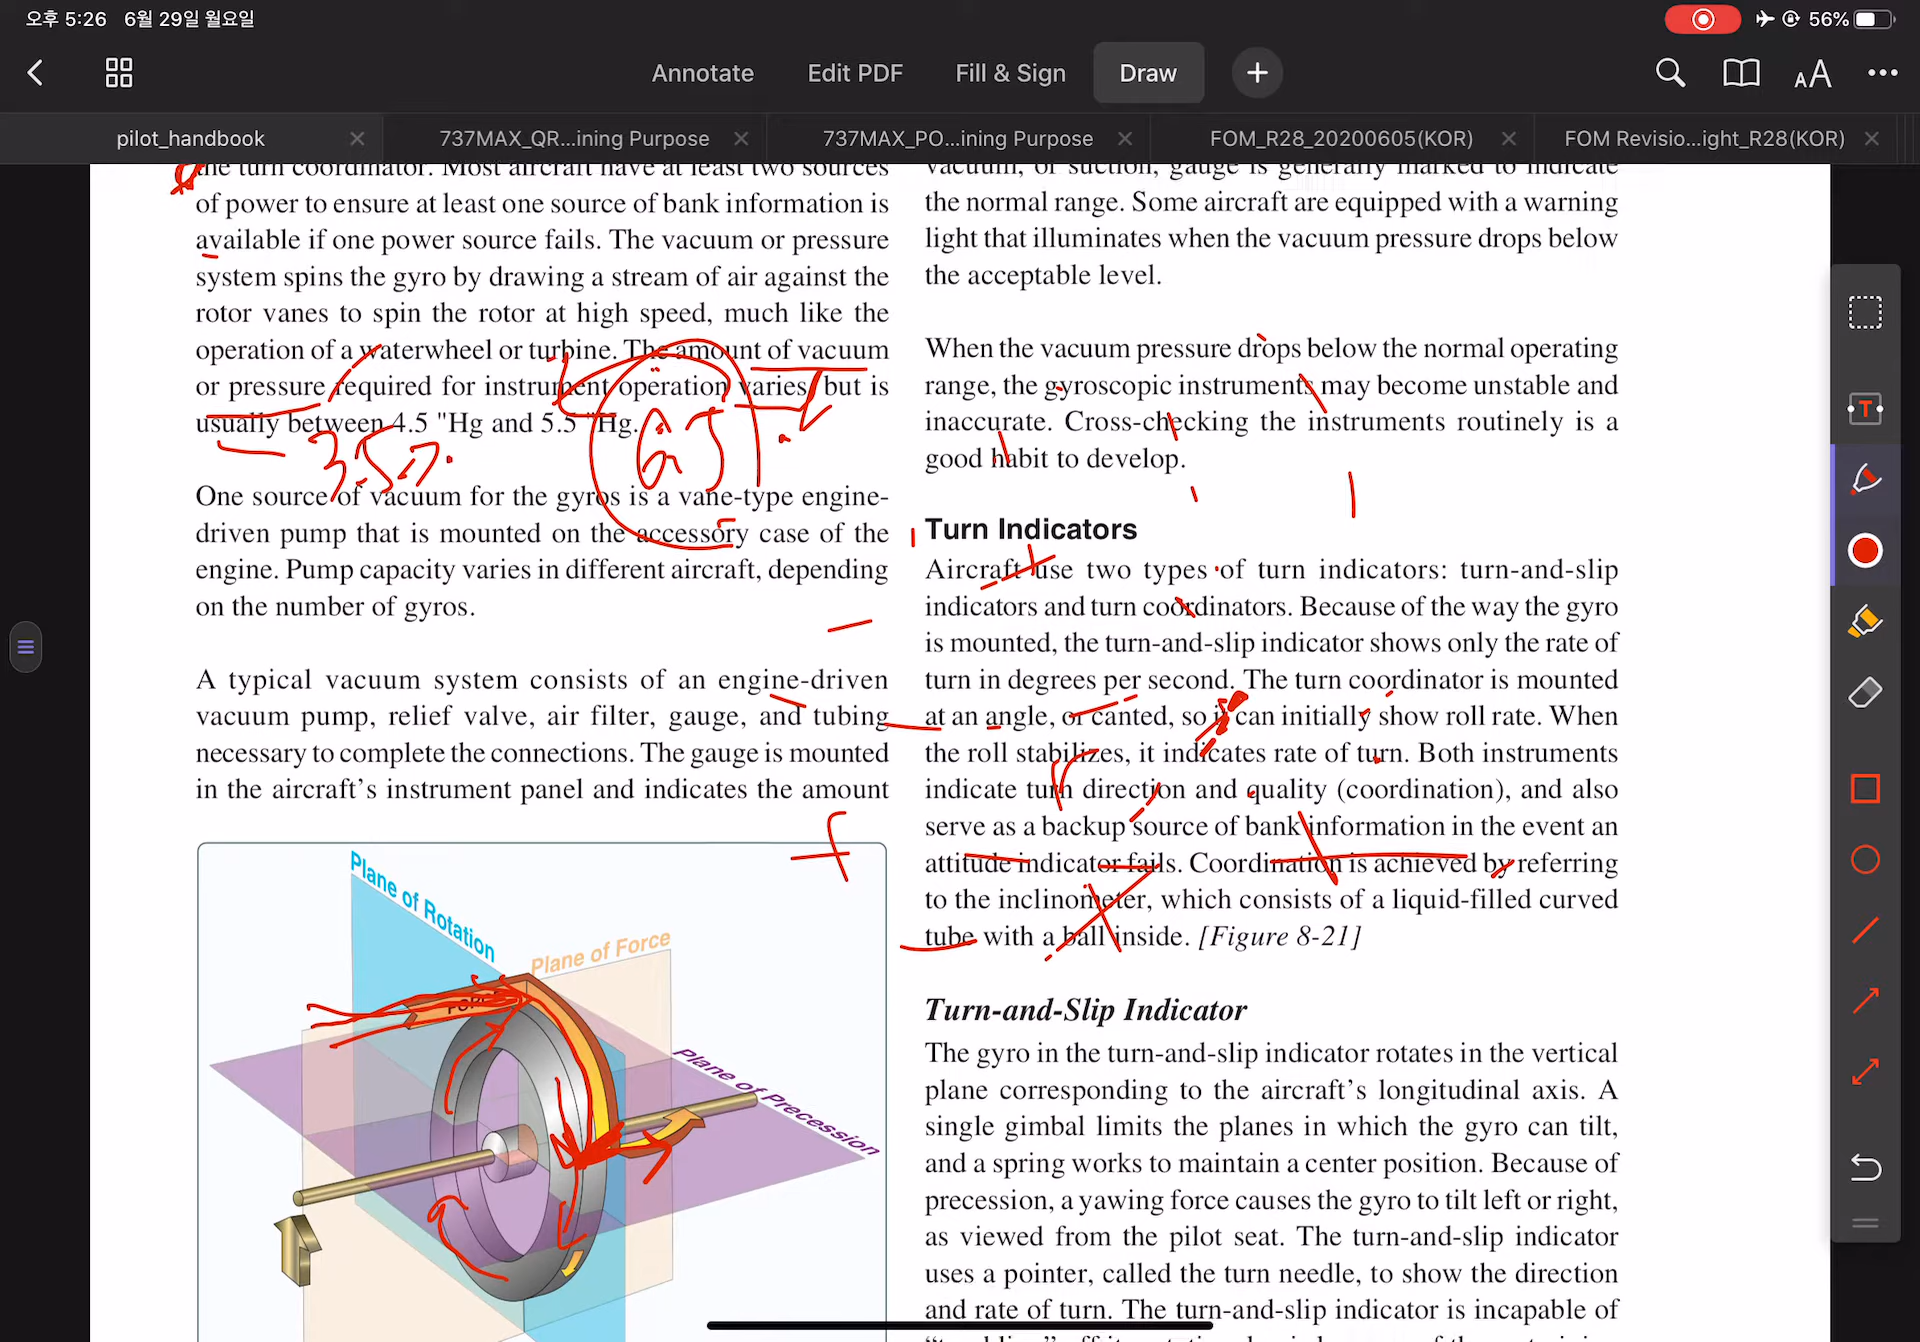 오후 5:26 6월 29일 월요일
56%
Annotate Edit PDF Fill & Sign Draw
pilot_handbook
737MAX_QR...ining Purpose
737MAX_PO...ining Purpose
FOM_R28_20200605(KOR)
FOM Revisio...ight_R28(KOR)
the turn coordinator. Most aircraft have at least two sources
of power to ensure at least one source of bank information is
available if one power source fails. The vacuum or pressure
system spins the gyro by drawing a stream of air against the
rotor vanes to spin the rotor at high speed, much like the
operation of a waterwheel or turbine. The amount of vacuum
or pressure required for instrument operation varies, but is
usually between 4.5 "Hg and 5.5 "Hg.
One source of vacuum for the gyros is a vane-type engine-
driven pump that is mounted on the accessory case of the
engine. Pump capacity varies in different aircraft, depending
on the number of gyros.
A typical vacuum system consists of an engine-driven
vacuum pump, relief valve, air filter, gauge, and tubing
necessary to complete the connections. The gauge is mounted
in the aircraft's instrument panel and indicates the amount
Plane of Rotation
Plane of Force
FORCE
Plane of Precession
vacuum, or suction, gauge is generally marked to indicate
the normal range. Some aircraft are equipped with a warning
light that illuminates when the vacuum pressure drops below
the acceptable level.
When the vacuum pressure drops below the normal operating
range, the gyroscopic instruments may become unstable and
inaccurate. Cross-checking the instruments routinely is a
good habit to develop.
Turn Indicators
Aircraft use two types of turn indicators: turn-and-slip
indicators and turn coordinators. Because of the way the gyro
is mounted, the turn-and-slip indicator shows only the rate of
turn in degrees per second. The turn coordinator is mounted
at an angle, or canted, so it can initially show roll rate. When
the roll stabilizes, it indicates rate of turn. Both instruments
indicate turn direction and quality (coordination), and also
serve as a backup source of bank information in the event an
attitude indicator fails. Coordination is achieved by referring
to the inclinometer, which consists of a liquid-filled curved
tube with a ball inside. [Figure 8-21]
Turn-and-Slip Indicator
The gyro in the turn-and-slip indicator rotates in the vertical
plane corresponding to the aircraft's longitudinal axis. A
single gimbal limits the planes in which the gyro can tilt,
and a spring works to maintain a center position. Because of
precession, a yawing force causes the gyro to tilt left or right,
as viewed from the pilot seat. The turn-and-slip indicator
uses a pointer, called the turn needle, to show the direction
and rate of turn. The turn-and-slip indicator is incapable of